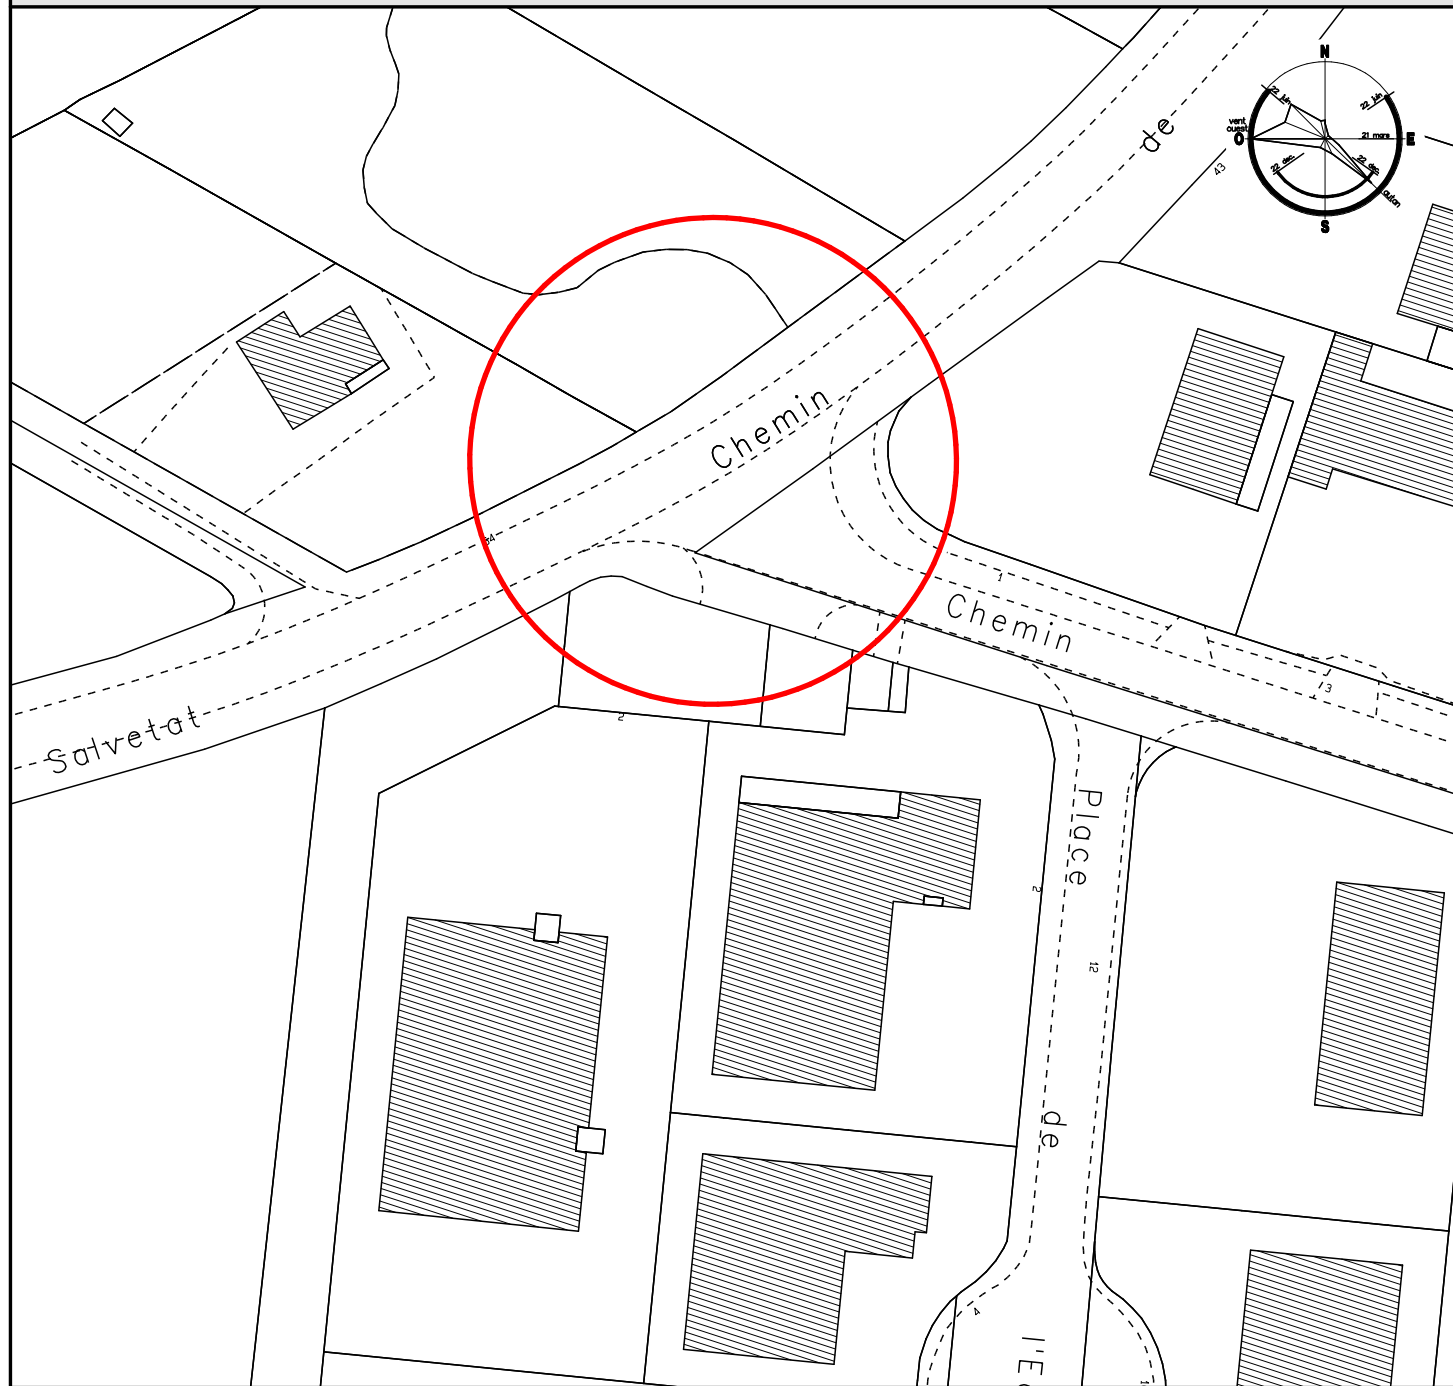 N
22 juin
22 juin
vent
ouest
O
21 mars
E
22 déc.
22 déc.
autan
S
de
43
Chemin
34
1
Chemin
3
2
Salvetat
Place
2
12
de
4
l'E